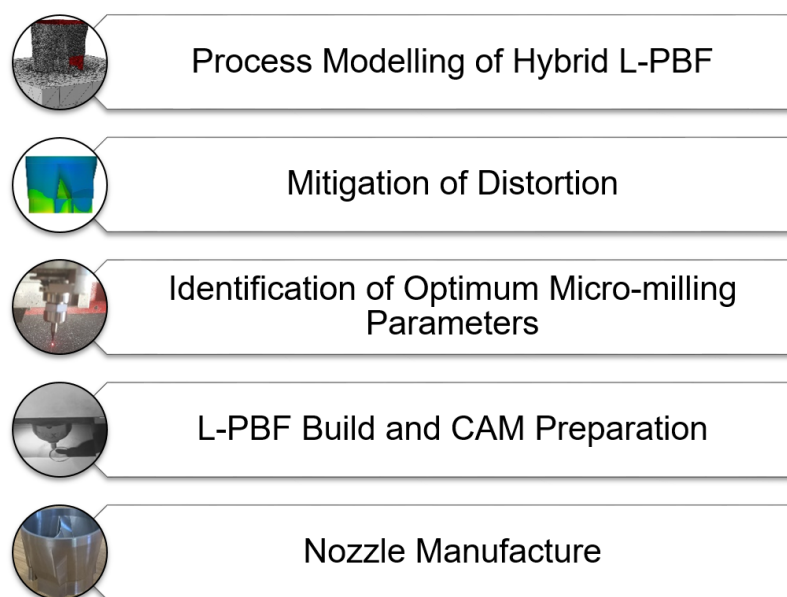 Process Modelling of Hybrid L-PBF
Mitigation of Distortion
Identification of Optimum Micro-milling
Parameters
L-PBF Build and CAM Preparation
Nozzle Manufacture